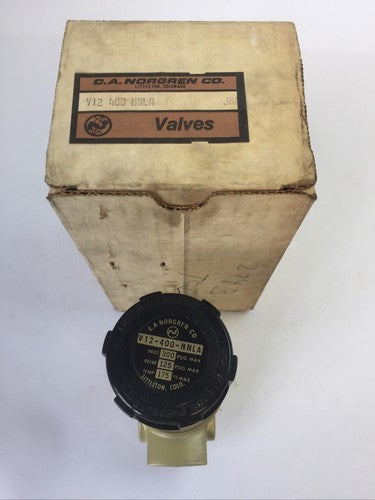 C.A. NORGREN CO.
LITTLETON, COLORADO
V12 400 NNLA
Valves
2743
C.A. NORGREN CO.
V12-400-NNLA
INLET 300 PSIG MAX
RELIEF 125 PSIG MAX
TEMP 175 °F MAX
LITTLETON, COLO.